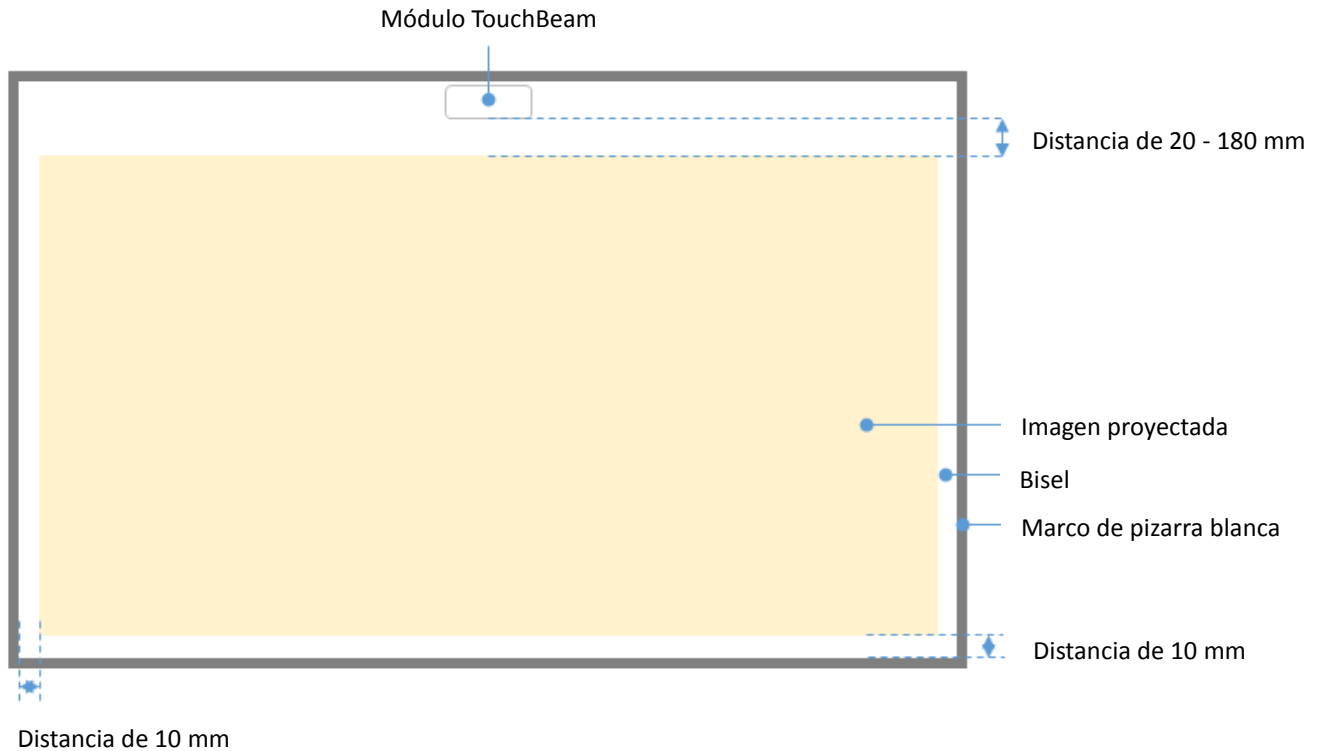 Módulo TouchBeam
Distancia de 20 - 180 mm
Imagen proyectada
Bisel
Marco de pizarra blanca
Distancia de 10 mm
Distancia de 10 mm